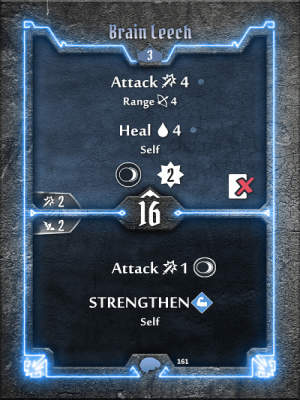 Brain Leech
3
Attack 4
Range 4
Heal 4
Self
2
2
16
2
Attack 1
STRENGTHEN
Self
161